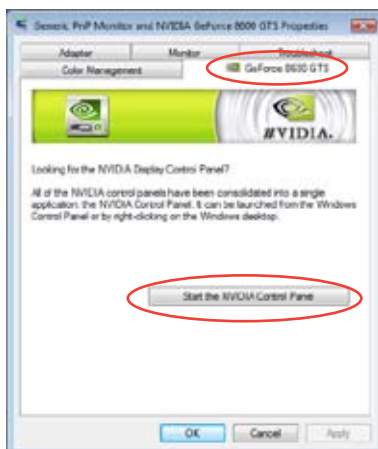 Generic PnP Monitor and NVIDIA GeForce 8600 GTS Properties
Adapter Monitor Troubleshoot
Color Management GeForce 8600 GTS
NVIDIA.
Looking for the NVIDIA Display Control Panel?
All of the NVIDIA control panels have been consolidated into a single
application: the NVIDIA Control Panel. It can be launched from the Windows
Control Panel or by right-clicking on the Windows desktop.
Start the NVIDIA Control Panel
OK Cancel Apply